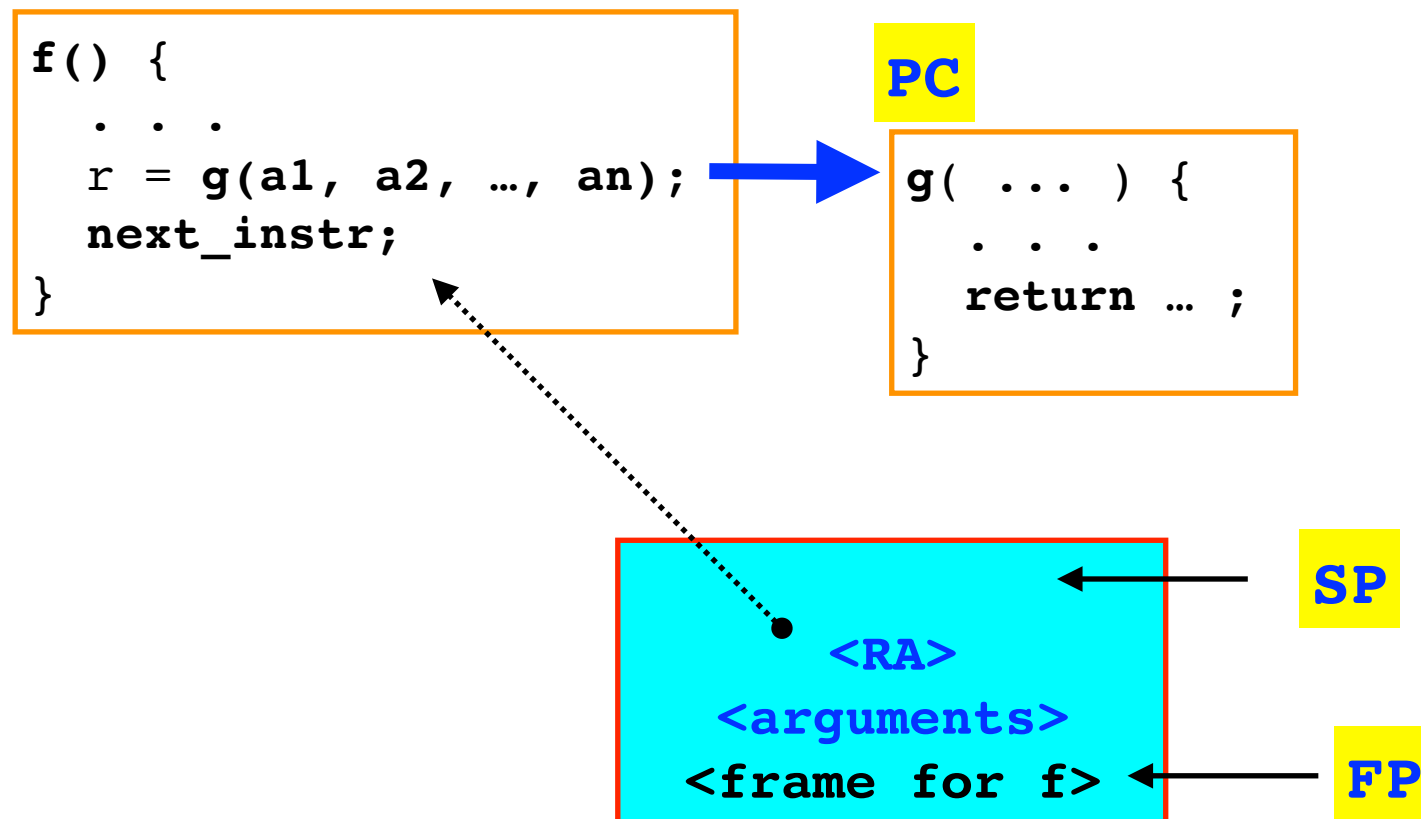 f() {
. . .
r = g(a1, a2, …, an);
next_instr;
}
PC
g( ... ) {
. . .
return … ;
}
SP
<RA>
<arguments>
<frame for f>
FP